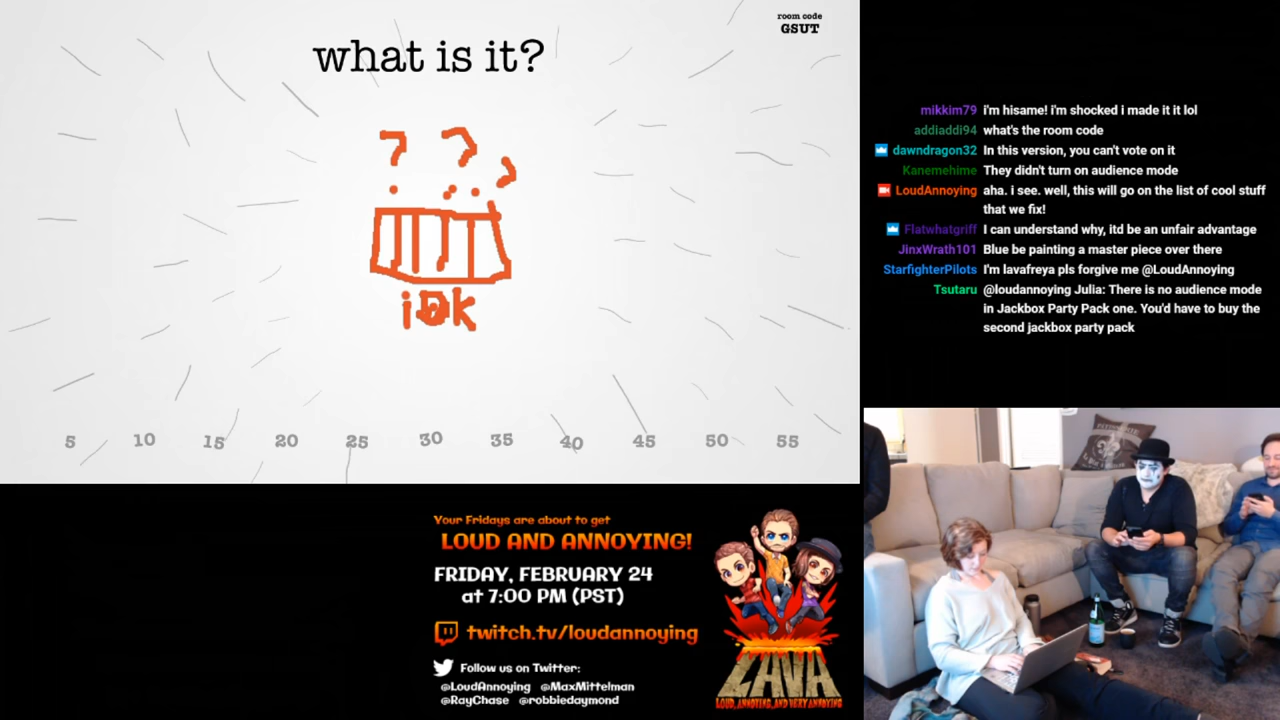 room code
GSUT
what is it?
? ?
5 10 15 20 25 30 35 40 45 50 55
mikkim79 i'm hisame! i'm shocked i made it it lol
addiaddi94 what's the room code
dawndragon32 In this version, you can't vote on it
Kanemehime They didn't turn on audience mode
LoudAnnoying aha. i see. well, this will go on the list of cool stuff
that we fix!
Flatwhatgriff I can understand why, itd be an unfair advantage
JinxWrath101 Blue be painting a master piece over there
StarfighterPilots I'm lavafreya pls forgive me @LoudAnnoying
Tsutaru @loudannoying Julia: There is no audience mode
in Jackbox Party Pack one. You'd have to buy the
second jackbox party pack
Your Fridays are about to get
LOUD AND ANNOYING!
FRIDAY, FEBRUARY 24
at 7:00 PM (PST)
twitch.tv/loudannoying
Follow us on Twitter:
@LoudAnnoying @MaxMittelman
@RayChase @robbiedaymond
LAVA
LOUD, ANNOYING, AND VERY ANNOYING